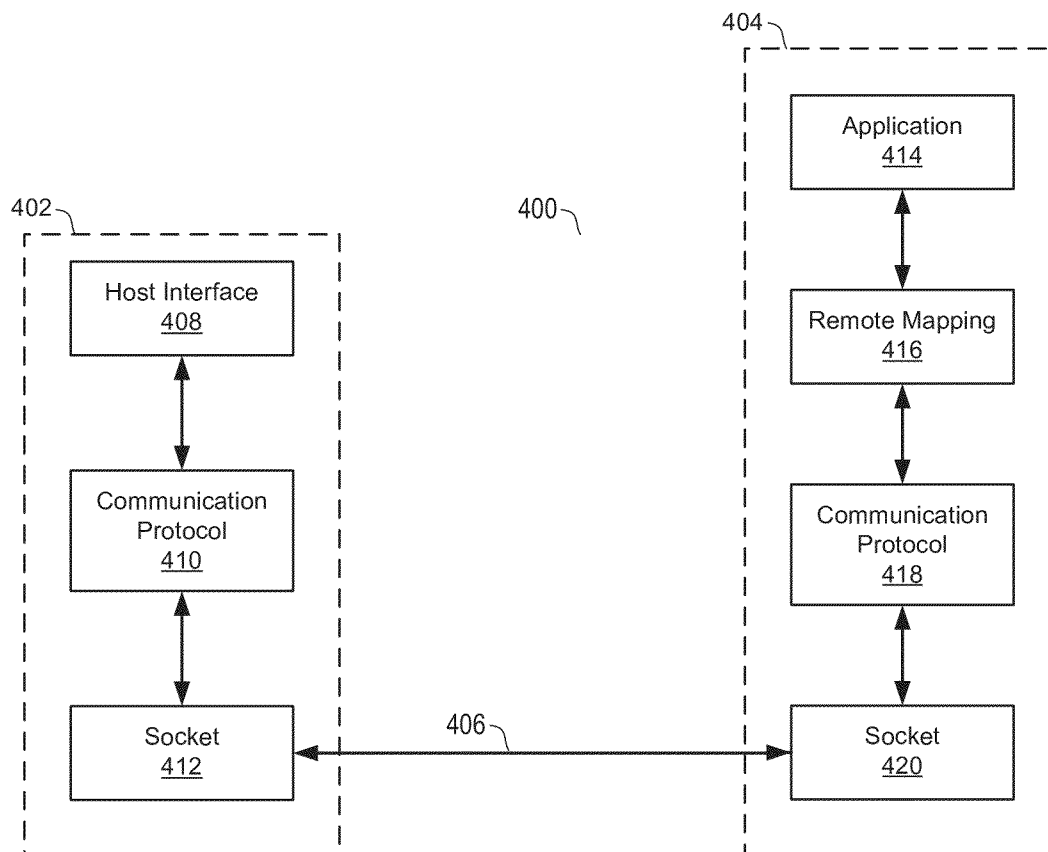 404
Application
414
402
400
Host Interface
408
Remote Mapping
416
Communication
Protocol
410
Communication
Protocol
418
406
Socket
412
Socket
420